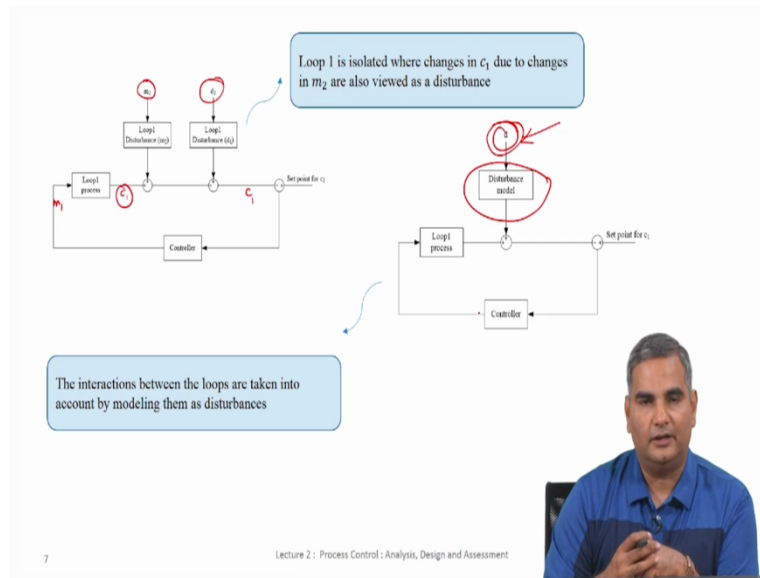 Loop 1 is isolated where changes in c₁ due to changes
in m₂ are also viewed as a disturbance
m₂
d₁
Loop1
Disturbance (m₂)
Loop1
Disturbance (d₁)
Loop1
process
m₁
c₁
c₁
Set point for c₁
Controller
Disturbance
model
Loop1
process
Set point for c₁
Controller
The interactions between the loops are taken into
account by modeling them as disturbances
7
Lecture 2 : Process Control : Analysis, Design and Assessment